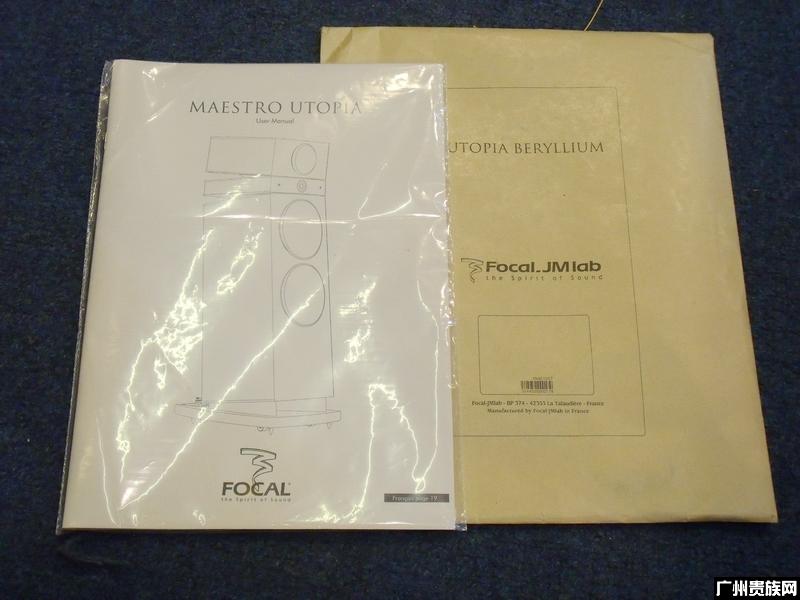 MAESTRO UTOPIA
User Manual
FOCAL
the Spirit of Sound
Français page 19
UTOPIA BERYLLIUM
Focal-JMlab
the Spirit of Sound
Focal-JMlab - BP 374 - 42353 La Talaudière - France
Manufactured by Focal JMlab in France
广州贵族网